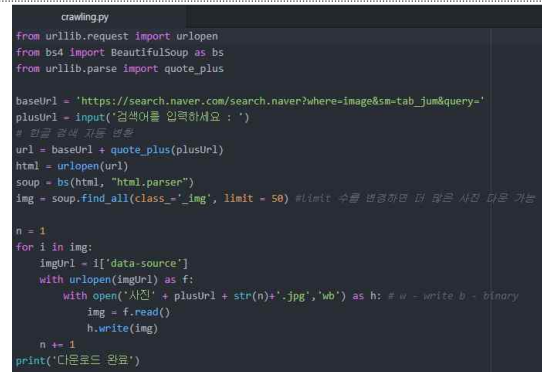 crawling.py
from urllib.request import urlopen
from bs4 import BeautifulSoup as bs
from urllib.parse import quote_plus
baseUrl = 'https://search.naver.com/search.naver?where=image&sm=tab_jum&query='
plusUrl = input('검색어를 입력하세요 : ')
# 한글 검색 자동 변환
url = baseUrl + quote_plus(plusUrl)
html = urlopen(url)
soup = bs(html, "html.parser")
img = soup.find_all(class_='_img', limit = 50) #limit 수를 변경하면 더 많은 사진 다운 가능
n = 1
for i in img:
imgUrl = i['data-source']
with urlopen(imgUrl) as f:
with open('사진' + plusUrl + str(n)+'.jpg','wb') as h: # w - write b - binary
img = f.read()
h.write(img)
n += 1
print('다운로드 완료')